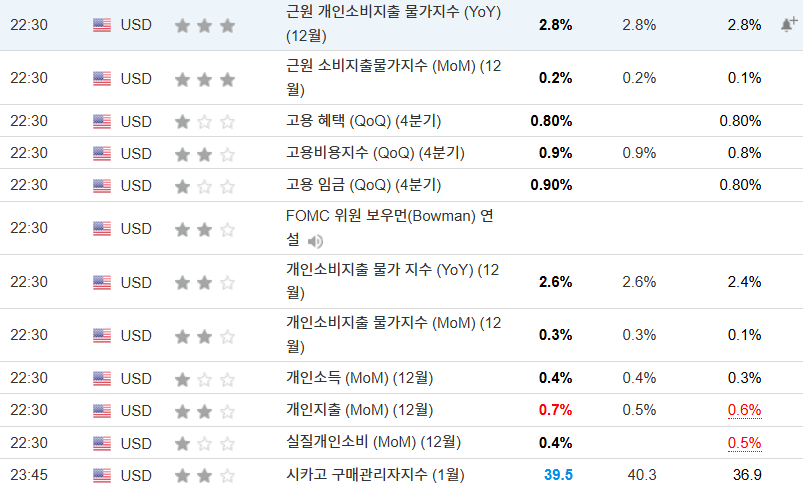 근원 개인소비지출 물가지수 (YoY)
22:30 USD (12월) 2.8% 2.8% 2.8%
근원 소비지출물가지수 (MoM) (12
22:30 USD 월) 0.2% 0.2% 0.1%
22:30 USD 고용 혜택 (QoQ) (4분기) 0.80% 0.80%
22:30 USD 고용비용지수 (QoQ) (4분기) 0.9% 0.9% 0.8%
22:30 USD 고용 임금 (QoQ) (4분기) 0.90% 0.80%
FOMC 위원 보우먼(Bowman) 연
22:30 USD 설
개인소비지출 물가 지수 (YoY) (12
22:30 USD 월) 2.6% 2.6% 2.4%
개인소비지출 물가지수 (MoM) (12
22:30 USD 월) 0.3% 0.3% 0.1%
22:30 USD 개인소득 (MoM) (12월) 0.4% 0.4% 0.3%
22:30 USD 개인지출 (MoM) (12월) 0.7% 0.5% 0.6%
22:30 USD 실질개인소비 (MoM) (12월) 0.4% 0.5%
23:45 USD 시카고 구매관리자지수 (1월) 39.5 40.3 36.9